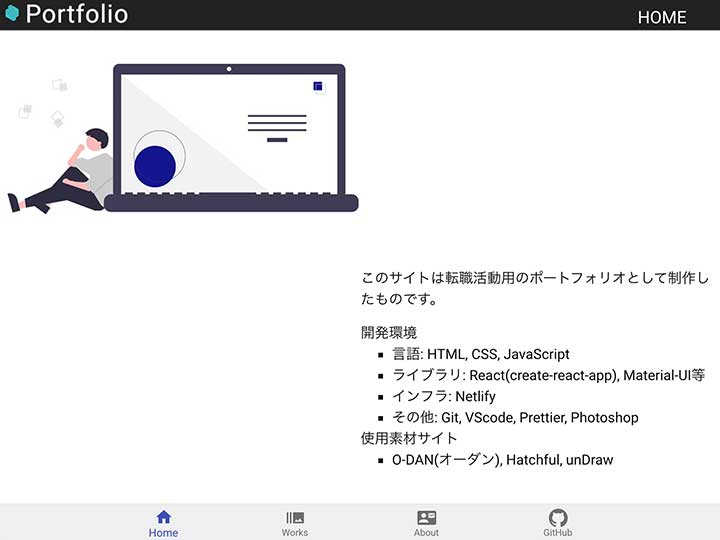 Portfolio
HOME
このサイトは転職活動用のポートフォリオとして制作し
たものです。
開発環境
言語: HTML, CSS, JavaScript
ライブラリ: React(create-react-app), Material-UI等
インフラ: Netlify
その他: Git, VScode, Prettier, Photoshop
使用素材サイト
O-DAN(オーダン), Hatchful, unDraw
Home
Works
About
GitHub